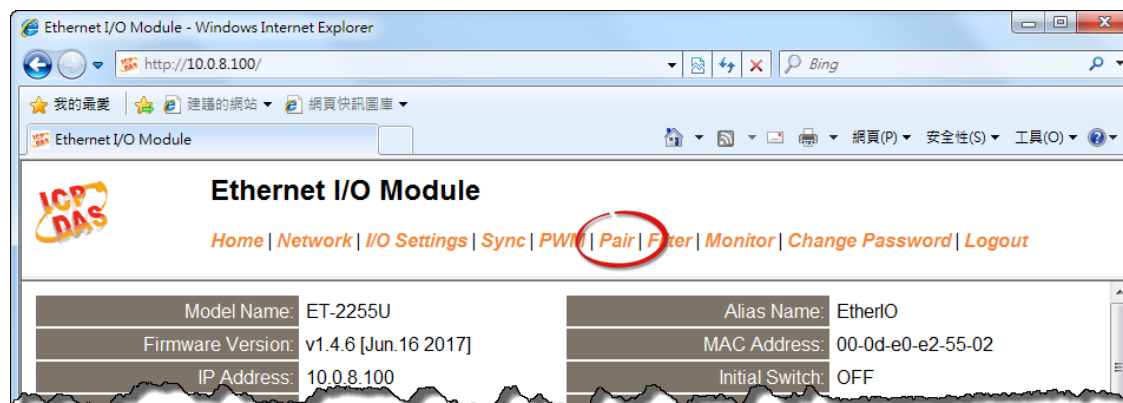 Ethernet I/O Module - Windows Internet Explorer
http://10.0.8.100/ Bing
我的最愛 建議的網站 網頁快訊圖庫
Ethernet I/O Module 網頁(P) 安全性(S) 工具(O)
ICP DAS
Ethernet I/O Module
Home | Network | I/O Settings | Sync | PWM | Pair | Filter | Monitor | Change Password | Logout
Model Name: ET-2255U Alias Name: EtherIO
Firmware Version: v1.4.6 [Jun.16 2017] MAC Address: 00-0d-e0-e2-55-02
IP Address: 10.0.8.100 Initial Switch: OFF